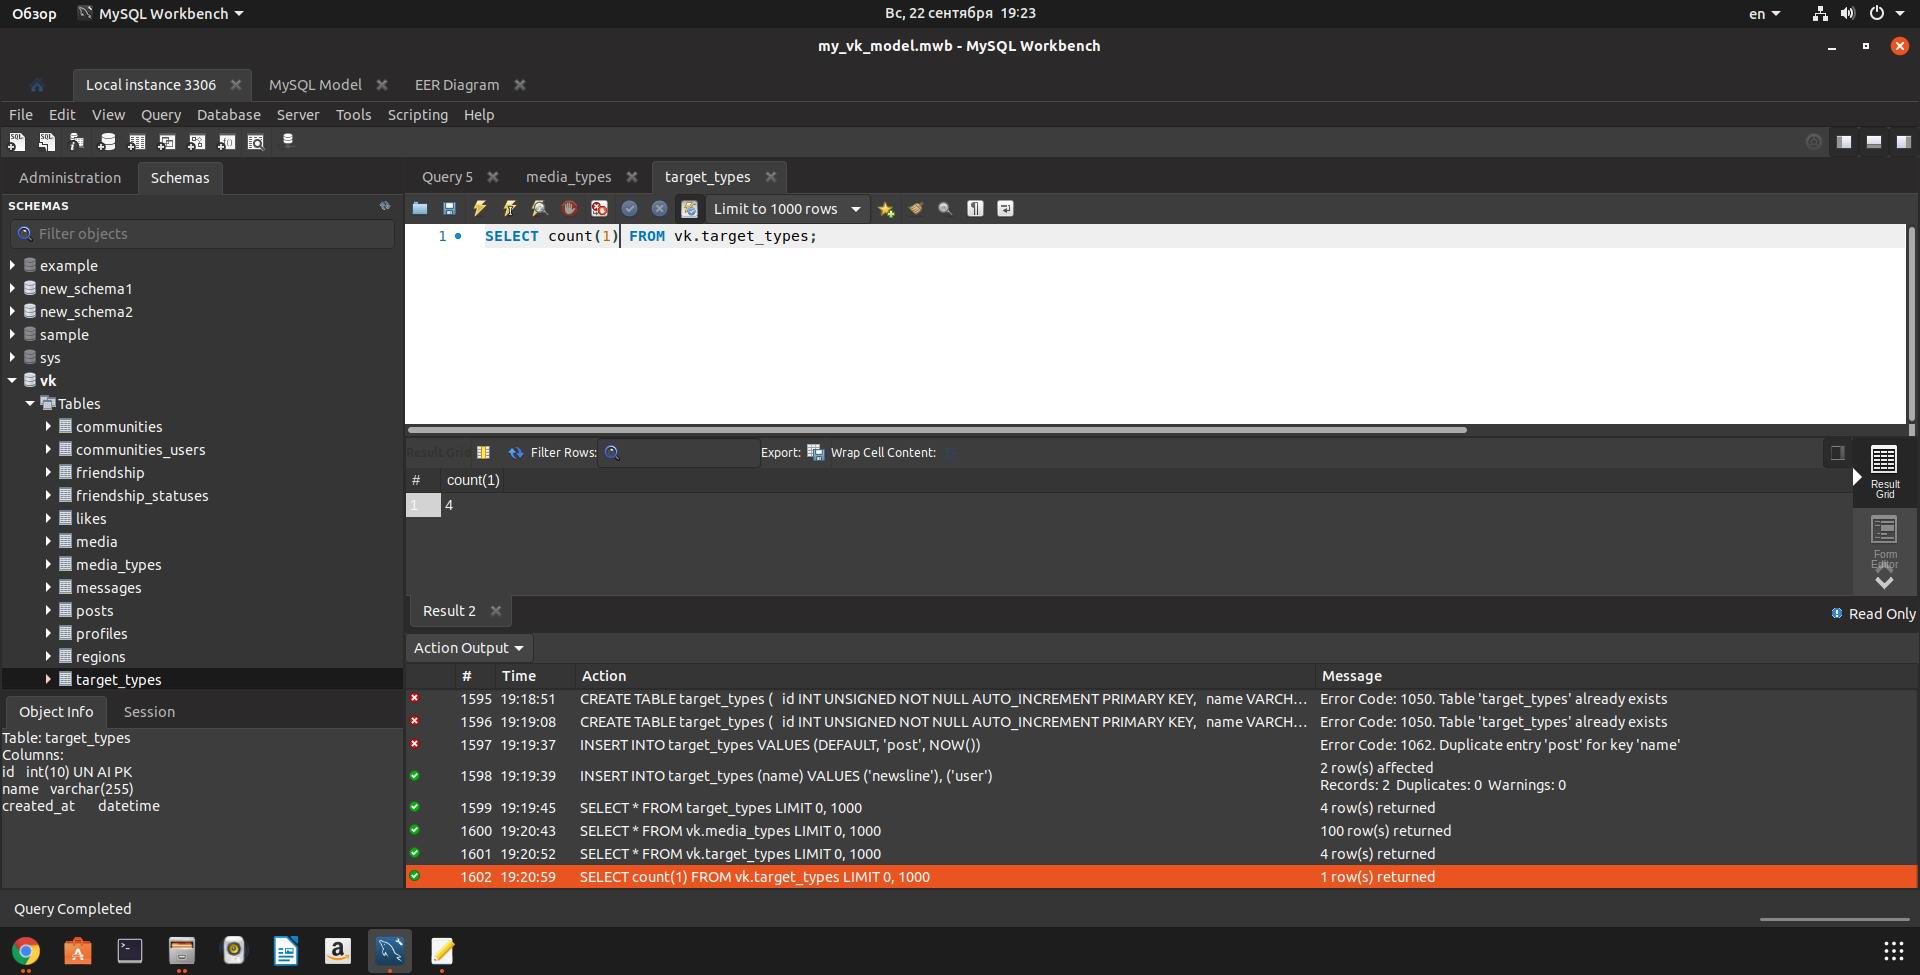 Обзор MySQL Workbench Вс, 22 сентября 19:23 en
my_vk_model.mwb - MySQL Workbench
Local instance 3306 MySQL Model EER Diagram
File Edit View Query Database Server Tools Scripting Help
Administration Schemas
SCHEMAS
Filter objects
example
new_schema1
new_schema2
sample
sys
vk
Tables
communities
communities_users
friendship
friendship_statuses
likes
media
media_types
messages
posts
profiles
regions
target_types
Object Info Session
Table: target_types
Columns:
id int(10) UN AI PK
name varchar(255)
created_at datetime
Query 5 media_types target_types
Limit to 1000 rows
1 SELECT count(1) FROM vk.target_types;
Result Grid Filter Rows: Export: Wrap Cell Content:
# count(1)
1 4
Result Grid
Form Editor
Result 2 Read Only
Action Output
# Time Action Message
1595 19:18:51 CREATE TABLE target_types ( id INT UNSIGNED NOT NULL AUTO_INCREMENT PRIMARY KEY, name VARCH... Error Code: 1050. Table 'target_types' already exists
1596 19:19:08 CREATE TABLE target_types ( id INT UNSIGNED NOT NULL AUTO_INCREMENT PRIMARY KEY, name VARCH... Error Code: 1050. Table 'target_types' already exists
1597 19:19:37 INSERT INTO target_types VALUES (DEFAULT, 'post', NOW()) Error Code: 1062. Duplicate entry 'post' for key 'name'
1598 19:19:39 INSERT INTO target_types (name) VALUES ('newsline'), ('user') 2 row(s) affected
Records: 2 Duplicates: 0 Warnings: 0
1599 19:19:45 SELECT * FROM target_types LIMIT 0, 1000 4 row(s) returned
1600 19:20:43 SELECT * FROM vk.media_types LIMIT 0, 1000 100 row(s) returned
1601 19:20:52 SELECT * FROM vk.target_types LIMIT 0, 1000 4 row(s) returned
1602 19:20:59 SELECT count(1) FROM vk.target_types LIMIT 0, 1000 1 row(s) returned
Query Completed